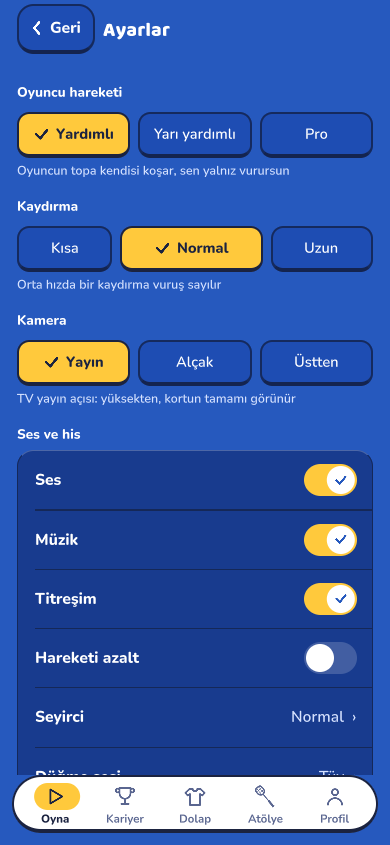 Geri
Ayarlar
Oyuncu hareketi
Yardımlı
Yarı yardımlı
Pro
Oyuncun topa kendisi koşar, sen yalnız vurursun
Kaydırma
Kısa
Normal
Uzun
Orta hızda bir kaydırma vuruş sayılır
Kamera
Yayın
Alçak
Üstten
TV yayın açısı: yüksekten, kortun tamamı görünür
Ses ve his
Ses
Müzik
Titreşim
Hareketi azalt
Seyirci
Normal ›
Oyna
Kariyer
Dolap
Atölye
Profil